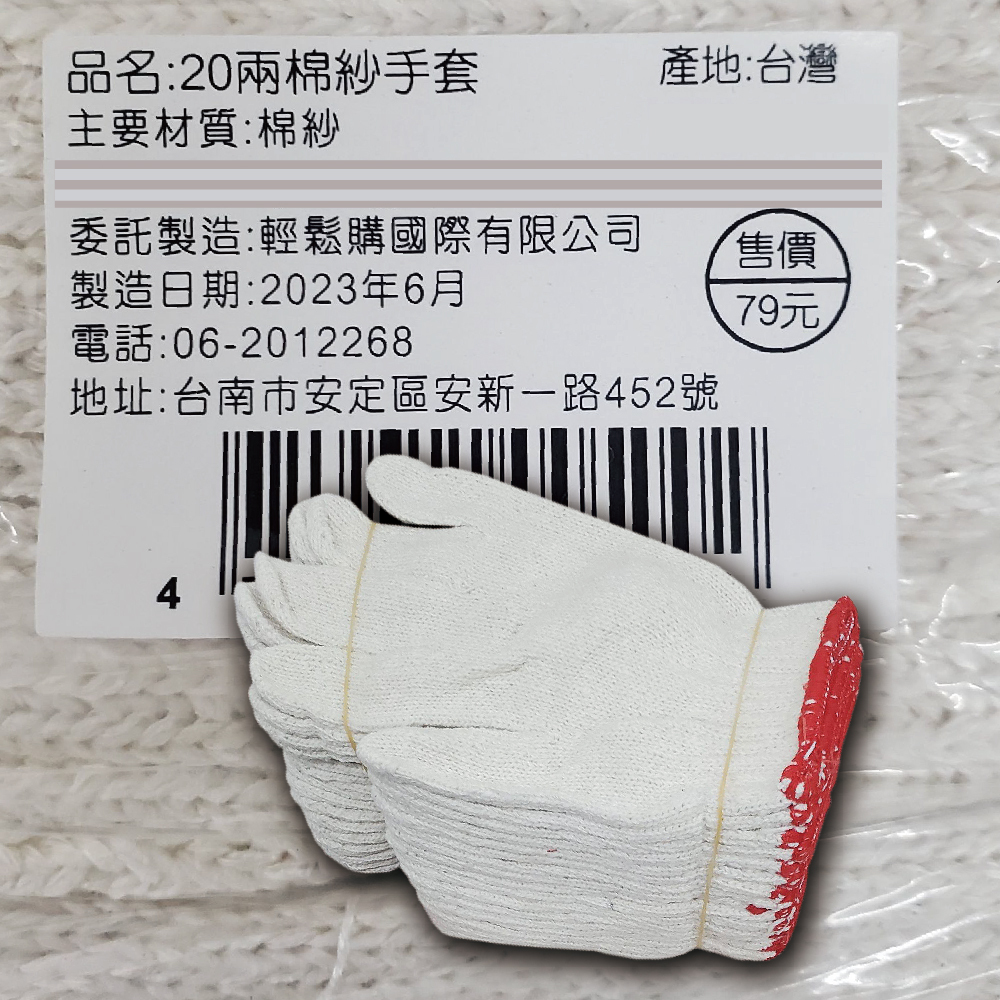 品名:20兩棉紗手套
產地:台灣
主要材質:棉紗
委託製造:輕鬆購國際有限公司
製造日期:2023年6月
售價
79元
電話:06-2012268
地址:台南市安定區安新一路452號
4